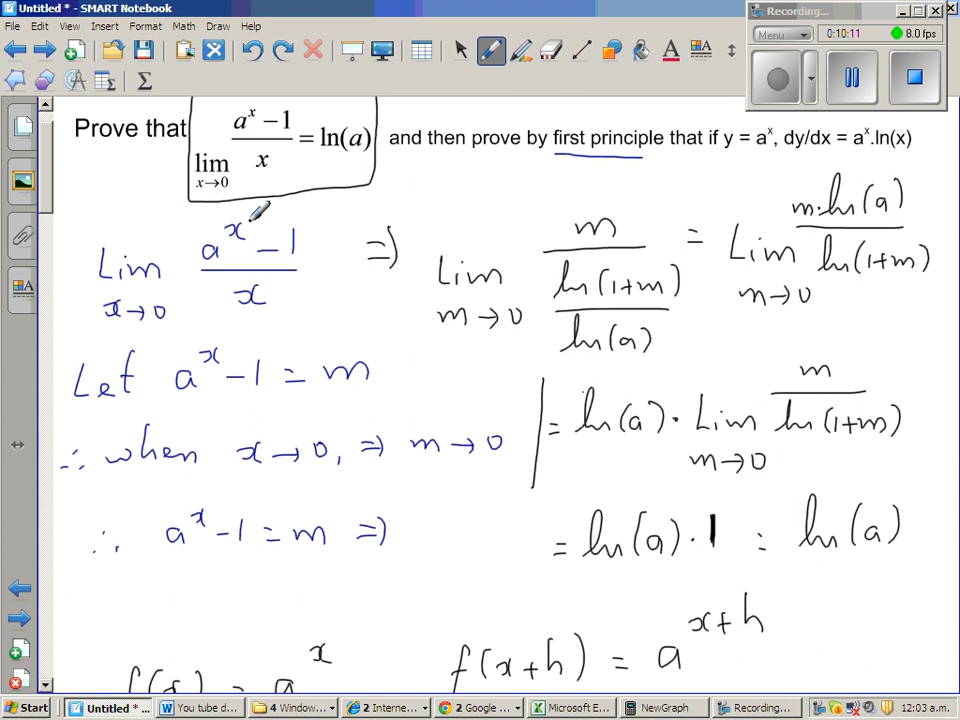 Untitled * - SMART Notebook
File Edit View Insert Format Math Draw Help
Recording...
Menu 0:10:11 8.0 fps
Prove that lim x→0 (a^x − 1)/x = ln(a) and then prove by first principle that if y = a^x, dy/dx = a^x.ln(x)
Lim x→0 (a^x − 1)/x ⇒ Lim m→0 m/(ln(1+m)/ln(a)) = Lim m→0 m·ln(a)/ln(1+m)
Let a^x − 1 = m
= ln(a) · Lim m→0 m/ln(1+m)
∴ when x→0, ⇒ m→0
∴ a^x − 1 = m ⇒
= ln(a) · 1 = ln(a)
f(x) = a^x f(x+h) = a^(x+h)
Start Untitled * ... You tube d... 4 Window... 2 Interne... 2 Google ... Microsoft E... NewGraph Recording... 12:03 a.m.